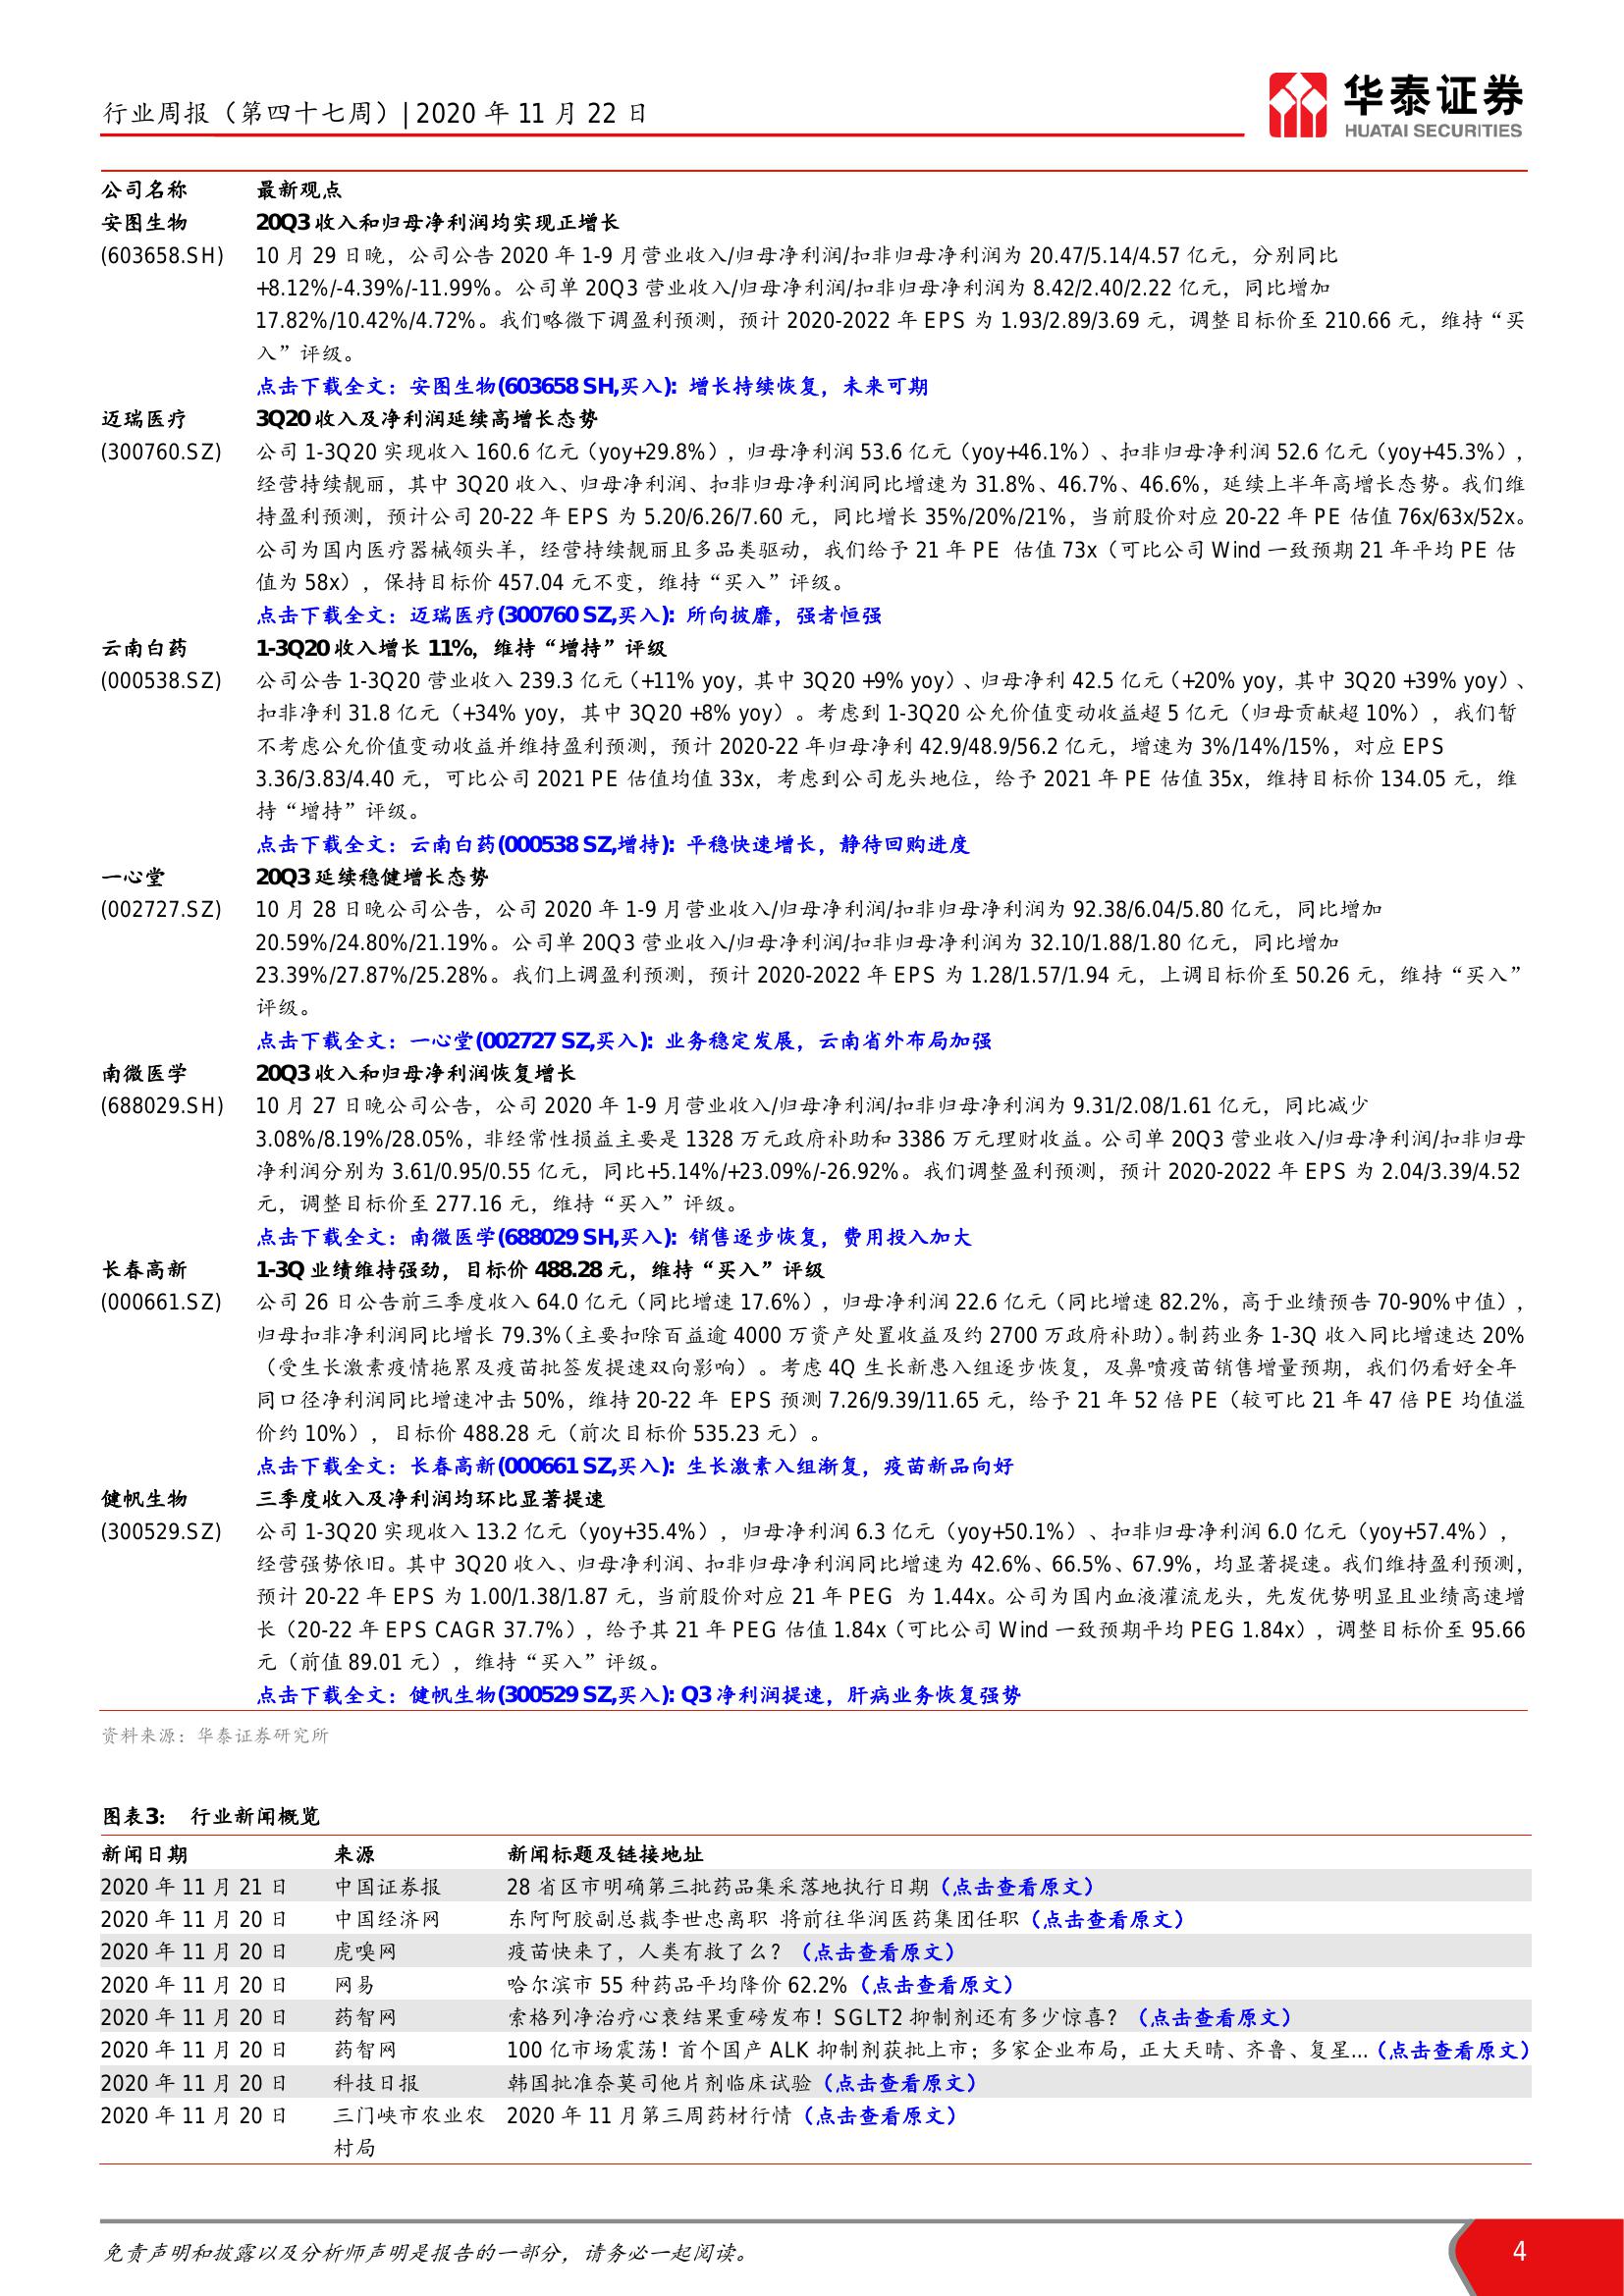 行业周报（第四十七周）| 2020 年 11 月 22 日
华泰证券
HUATAI SECURITIES
公司名称 最新观点
安图生物 20Q3 收入和归母净利润均实现正增长
(603658.SH) 10 月 29 日晚，公司公告 2020 年 1-9 月营业收入/归母净利润/扣非归母净利润为 20.47/5.14/4.57 亿元，分别同比
+8.12%/-4.39%/-11.99%。公司单 20Q3 营业收入/归母净利润/扣非归母净利润为 8.42/2.40/2.22 亿元，同比增加
17.82%/10.42%/4.72%。我们略微下调盈利预测，预计 2020-2022 年 EPS 为 1.93/2.89/3.69 元，调整目标价至 210.66 元，维持“买
入”评级。
点击下载全文：安图生物(603658 SH,买入): 增长持续恢复，未来可期
迈瑞医疗 3Q20 收入及净利润延续高增长态势
(300760.SZ) 公司 1-3Q20 实现收入 160.6 亿元（yoy+29.8%），归母净利润 53.6 亿元（yoy+46.1%）、扣非归母净利润 52.6 亿元（yoy+45.3%），
经营持续靓丽，其中 3Q20 收入、归母净利润、扣非归母净利润同比增速为 31.8%、46.7%、46.6%，延续上半年高增长态势。我们维
持盈利预测，预计公司 20-22 年 EPS 为 5.20/6.26/7.60 元，同比增长 35%/20%/21%，当前股价对应 20-22 年 PE 估值 76x/63x/52x。
公司为国内医疗器械领头羊，经营持续靓丽且多品类驱动，我们给予 21 年 PE 估值 73x（可比公司 Wind 一致预期 21 年平均 PE 估
值为 58x），保持目标价 457.04 元不变，维持“买入”评级。
点击下载全文：迈瑞医疗(300760 SZ,买入): 所向披靡，强者恒强
云南白药 1-3Q20 收入增长 11%，维持“增持”评级
(000538.SZ) 公司公告 1-3Q20 营业收入 239.3 亿元（+11% yoy，其中 3Q20 +9% yoy）、归母净利 42.5 亿元（+20% yoy，其中 3Q20 +39% yoy）、
扣非净利 31.8 亿元（+34% yoy，其中 3Q20 +8% yoy）。考虑到 1-3Q20 公允价值变动收益超 5 亿元（归母贡献超 10%），我们暂
不考虑公允价值变动收益并维持盈利预测，预计 2020-22 年归母净利 42.9/48.9/56.2 亿元，增速为 3%/14%/15%，对应 EPS
3.36/3.83/4.40 元，可比公司 2021 PE 估值均值 33x，考虑到公司龙头地位，给予 2021 年 PE 估值 35x，维持目标价 134.05 元，维
持“增持”评级。
点击下载全文：云南白药(000538 SZ,增持): 平稳快速增长，静待回购进度
一心堂 20Q3 延续稳健增长态势
(002727.SZ) 10 月 28 日晚公司公告，公司 2020 年 1-9 月营业收入/归母净利润/扣非归母净利润为 92.38/6.04/5.80 亿元，同比增加
20.59%/24.80%/21.19%。公司单 20Q3 营业收入/归母净利润/扣非归母净利润为 32.10/1.88/1.80 亿元，同比增加
23.39%/27.87%/25.28%。我们上调盈利预测，预计 2020-2022 年 EPS 为 1.28/1.57/1.94 元，上调目标价至 50.26 元，维持“买入”
评级。
点击下载全文：一心堂(002727 SZ,买入): 业务稳定发展，云南省外布局加强
南微医学 20Q3 收入和归母净利润恢复增长
(688029.SH) 10 月 27 日晚公司公告，公司 2020 年 1-9 月营业收入/归母净利润/扣非归母净利润为 9.31/2.08/1.61 亿元，同比减少
3.08%/8.19%/28.05%，非经常性损益主要是 1328 万元政府补助和 3386 万元理财收益。公司单 20Q3 营业收入/归母净利润/扣非归母
净利润分别为 3.61/0.95/0.55 亿元，同比+5.14%/+23.09%/-26.92%。我们调整盈利预测，预计 2020-2022 年 EPS 为 2.04/3.39/4.52
元，调整目标价至 277.16 元，维持“买入”评级。
点击下载全文：南微医学(688029 SH,买入): 销售逐步恢复，费用投入加大
长春高新 1-3Q 业绩维持强劲，目标价 488.28 元，维持“买入”评级
(000661.SZ) 公司 26 日公告前三季度收入 64.0 亿元（同比增速 17.6%），归母净利润 22.6 亿元（同比增速 82.2%，高于业绩预告 70-90%中值），
归母扣非净利润同比增长 79.3%（主要扣除百益逾 4000 万资产处置收益及约 2700 万政府补助）。制药业务 1-3Q 收入同比增速达 20%
（受生长激素疫情拖累及疫苗批签发提速双向影响）。考虑 4Q 生长新患入组逐步恢复，及鼻喷疫苗销售增量预期，我们仍看好全年
同口径净利润同比增速冲击 50%，维持 20-22 年 EPS 预测 7.26/9.39/11.65 元，给予 21 年 52 倍 PE（较可比 21 年 47 倍 PE 均值溢
价约 10%），目标价 488.28 元（前次目标价 535.23 元）。
点击下载全文：长春高新(000661 SZ,买入): 生长激素入组渐复，疫苗新品向好
健帆生物 三季度收入及净利润均环比显著提速
(300529.SZ) 公司 1-3Q20 实现收入 13.2 亿元（yoy+35.4%），归母净利润 6.3 亿元（yoy+50.1%）、扣非归母净利润 6.0 亿元（yoy+57.4%），
经营强势依旧。其中 3Q20 收入、归母净利润、扣非归母净利润同比增速为 42.6%、66.5%、67.9%，均显著提速。我们维持盈利预测，
预计 20-22 年 EPS 为 1.00/1.38/1.87 元，当前股价对应 21 年 PEG 为 1.44x。公司为国内血液灌流龙头，先发优势明显且业绩高速增
长（20-22 年 EPS CAGR 37.7%），给予其 21 年 PEG 估值 1.84x（可比公司 Wind 一致预期平均 PEG 1.84x），调整目标价至 95.66
元（前值 89.01 元），维持“买入”评级。
点击下载全文：健帆生物(300529 SZ,买入): Q3 净利润提速，肝病业务恢复强势
资料来源：华泰证券研究所
图表3： 行业新闻概览
新闻日期 来源 新闻标题及链接地址
2020 年 11 月 21 日 中国证券报 28 省区市明确第三批药品集采落地执行日期（点击查看原文）
2020 年 11 月 20 日 中国经济网 东阿阿胶副总裁李世忠离职 将前往华润医药集团任职（点击查看原文）
2020 年 11 月 20 日 虎嗅网 疫苗快来了，人类有救了么？（点击查看原文）
2020 年 11 月 20 日 网易 哈尔滨市 55 种药品平均降价 62.2%（点击查看原文）
2020 年 11 月 20 日 药智网 索格列净治疗心衰结果重磅发布！SGLT2 抑制剂还有多少惊喜？（点击查看原文）
2020 年 11 月 20 日 药智网 100 亿市场震荡！首个国产 ALK 抑制剂获批上市；多家企业布局，正大天晴、齐鲁、复星...（点击查看原文）
2020 年 11 月 20 日 科技日报 韩国批准奈莫司他片剂临床试验（点击查看原文）
2020 年 11 月 20 日 三门峡市农业农 2020 年 11 月第三周药材行情（点击查看原文）
村局
免责声明和披露以及分析师声明是报告的一部分，请务必一起阅读。 4